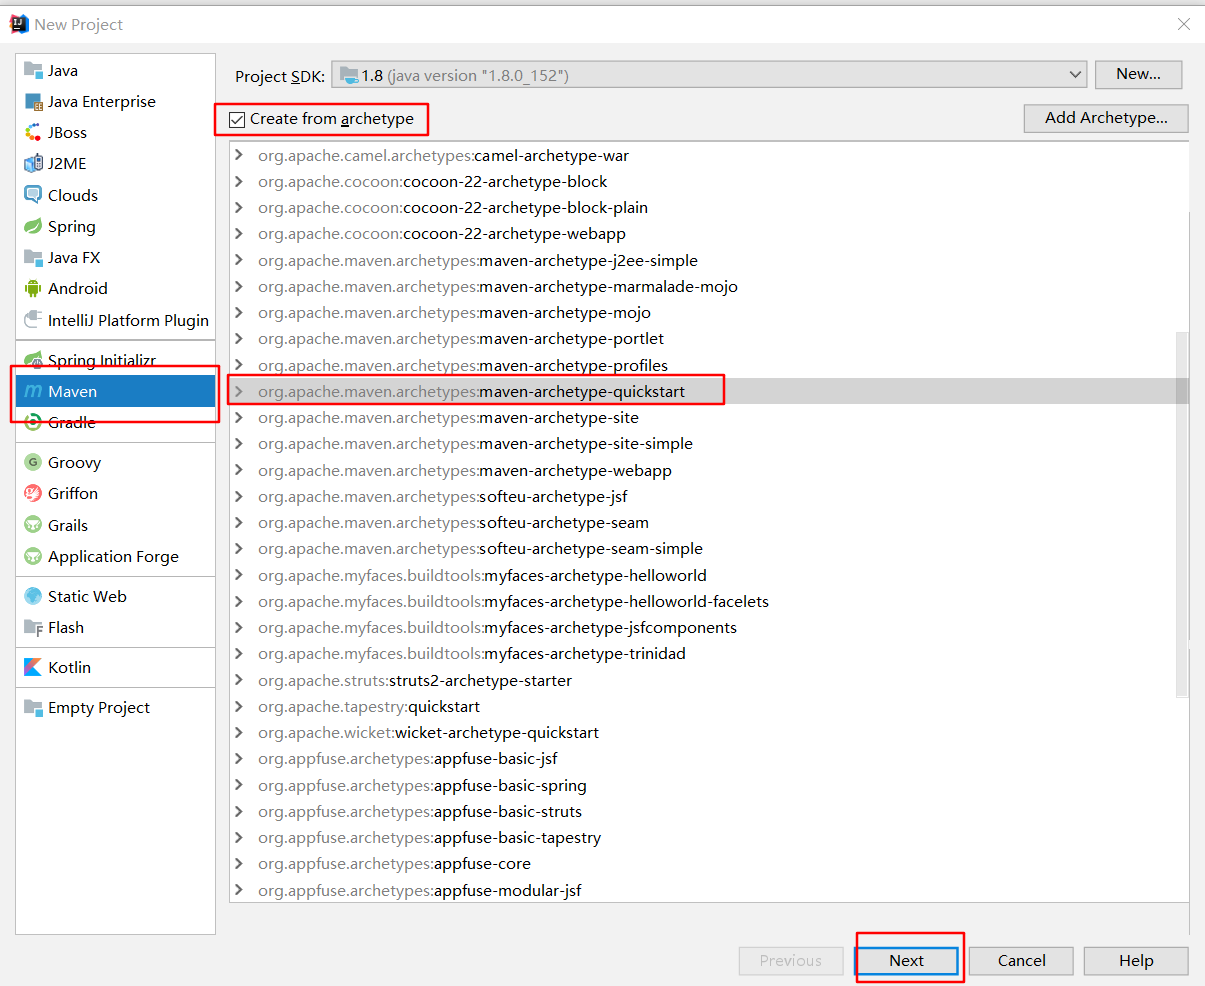 New Project
Java
Java Enterprise
JBoss
J2ME
Clouds
Spring
Java FX
Android
IntelliJ Platform Plugin
Spring Initializr
Maven
Gradle
Groovy
Griffon
Grails
Application Forge
Static Web
Flash
Kotlin
Empty Project
Project SDK: 1.8 (java version "1.8.0_152") New...
Create from archetype Add Archetype...
org.apache.camel.archetypes:camel-archetype-war
org.apache.cocoon:cocoon-22-archetype-block
org.apache.cocoon:cocoon-22-archetype-block-plain
org.apache.cocoon:cocoon-22-archetype-webapp
org.apache.maven.archetypes:maven-archetype-j2ee-simple
org.apache.maven.archetypes:maven-archetype-marmalade-mojo
org.apache.maven.archetypes:maven-archetype-mojo
org.apache.maven.archetypes:maven-archetype-portlet
org.apache.maven.archetypes:maven-archetype-profiles
org.apache.maven.archetypes:maven-archetype-quickstart
org.apache.maven.archetypes:maven-archetype-site
org.apache.maven.archetypes:maven-archetype-site-simple
org.apache.maven.archetypes:maven-archetype-webapp
org.apache.maven.archetypes:softeu-archetype-jsf
org.apache.maven.archetypes:softeu-archetype-seam
org.apache.maven.archetypes:softeu-archetype-seam-simple
org.apache.myfaces.buildtools:myfaces-archetype-helloworld
org.apache.myfaces.buildtools:myfaces-archetype-helloworld-facelets
org.apache.myfaces.buildtools:myfaces-archetype-jsfcomponents
org.apache.myfaces.buildtools:myfaces-archetype-trinidad
org.apache.struts:struts2-archetype-starter
org.apache.tapestry:quickstart
org.apache.wicket:wicket-archetype-quickstart
org.appfuse.archetypes:appfuse-basic-jsf
org.appfuse.archetypes:appfuse-basic-spring
org.appfuse.archetypes:appfuse-basic-struts
org.appfuse.archetypes:appfuse-basic-tapestry
org.appfuse.archetypes:appfuse-core
org.appfuse.archetypes:appfuse-modular-jsf
Previous Next Cancel Help